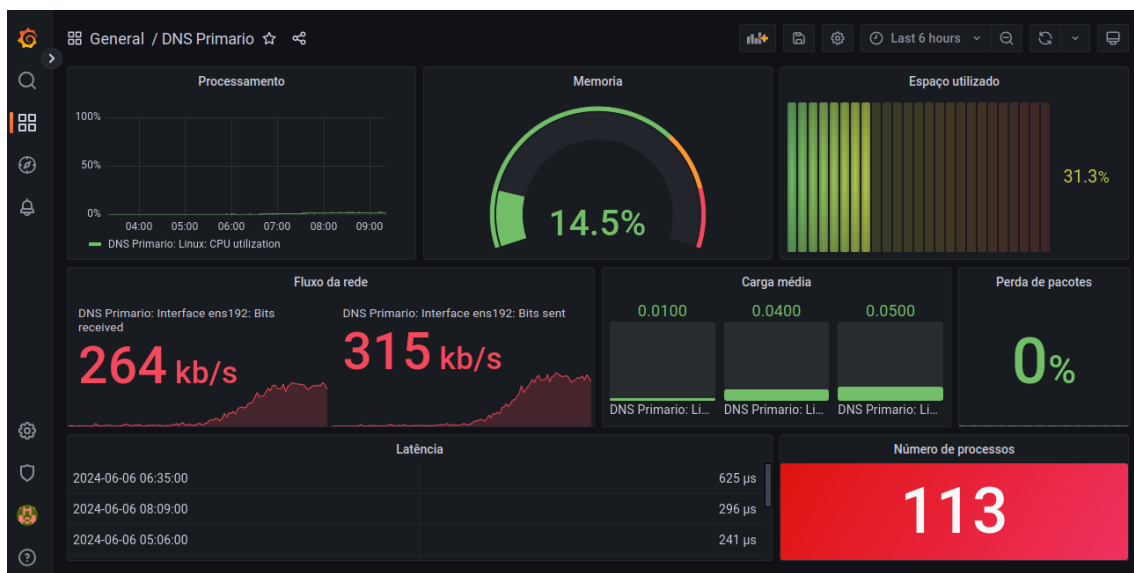 General / DNS Primario
Last 6 hours
Processamento
100%
50%
0%
04:00 05:00 06:00 07:00 08:00 09:00
DNS Primario: Linux: CPU utilization
Memoria
14.5%
Espaço utilizado
31.3%
Fluxo da rede
DNS Primario: Interface ens192: Bits
received
264 kb/s
DNS Primario: Interface ens192: Bits sent
315 kb/s
Carga média
0.0100 0.0400 0.0500
DNS Primario: Li... DNS Primario: Li... DNS Primario: Li...
Perda de pacotes
0%
Latência
2024-06-06 06:35:00 625 µs
2024-06-06 08:09:00 296 µs
2024-06-06 05:06:00 241 µs
Número de processos
113